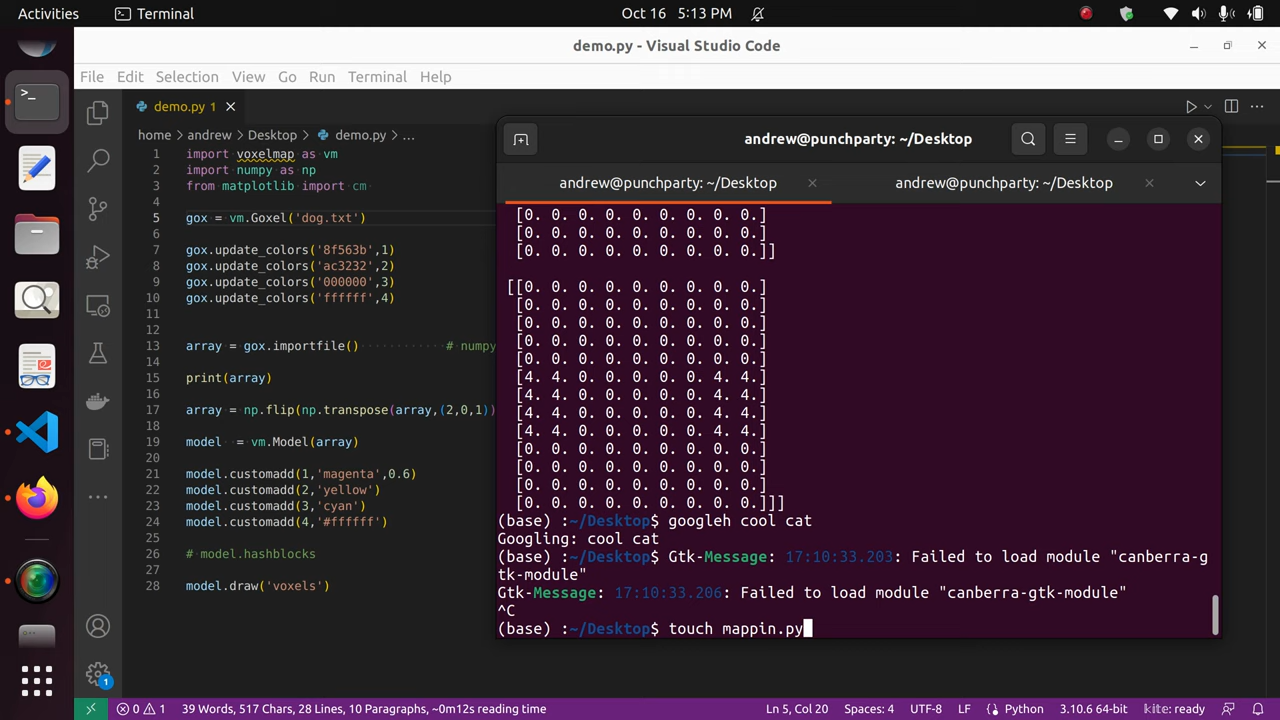 Activities
Terminal
Oct 16 5:13 PM
demo.py - Visual Studio Code
File Edit Selection View Go Run Terminal Help
demo.py 1
home > andrew > Desktop > demo.py > ...
1 import voxelmap as vm
2 import numpy as np
3 from matplotlib import cm
4
5 gox = vm.Goxel('dog.txt')
6
7 gox.update_colors('8f563b',1)
8 gox.update_colors('ac3232',2)
9 gox.update_colors('000000',3)
10 gox.update_colors('ffffff',4)
11
12
13 array = gox.importfile() # numpy
14
15 print(array)
16
17 array = np.flip(np.transpose(array,(2,0,1))
18
19 model = vm.Model(array)
20
21 model.customadd(1,'magenta',0.6)
22 model.customadd(2,'yellow')
23 model.customadd(3,'cyan')
24 model.customadd(4,'#ffffff')
25
26 # model.hashblocks
27
28 model.draw('voxels')
andrew@punchparty: ~/Desktop
andrew@punchparty: ~/Desktop
andrew@punchparty: ~/Desktop
[0. 0. 0. 0. 0. 0. 0. 0. 0.]
[0. 0. 0. 0. 0. 0. 0. 0. 0.]
[0. 0. 0. 0. 0. 0. 0. 0. 0.]]
[[0. 0. 0. 0. 0. 0. 0. 0. 0.]
[0. 0. 0. 0. 0. 0. 0. 0. 0.]
[0. 0. 0. 0. 0. 0. 0. 0. 0.]
[0. 0. 0. 0. 0. 0. 0. 0. 0.]
[0. 0. 0. 0. 0. 0. 0. 0. 0.]
[4. 4. 0. 0. 0. 0. 0. 4. 4.]
[4. 4. 0. 0. 0. 0. 0. 4. 4.]
[4. 4. 0. 0. 0. 0. 0. 4. 4.]
[4. 4. 0. 0. 0. 0. 0. 4. 4.]
[0. 0. 0. 0. 0. 0. 0. 0. 0.]
[0. 0. 0. 0. 0. 0. 0. 0. 0.]
[0. 0. 0. 0. 0. 0. 0. 0. 0.]
[0. 0. 0. 0. 0. 0. 0. 0. 0.]]]
(base) :~/Desktop$ googleh cool cat
Googling: cool cat
(base) :~/Desktop$ Gtk-Message: 17:10:33.203: Failed to load module "canberra-g
tk-module"
Gtk-Message: 17:10:33.206: Failed to load module "canberra-gtk-module"
^C
(base) :~/Desktop$ touch mappin.py
1
0 1 39 Words, 517 Chars, 28 Lines, 10 Paragraphs, ~0m12s reading time
Ln 5, Col 20 Spaces: 4 UTF-8 LF Python 3.10.6 64-bit kite: ready